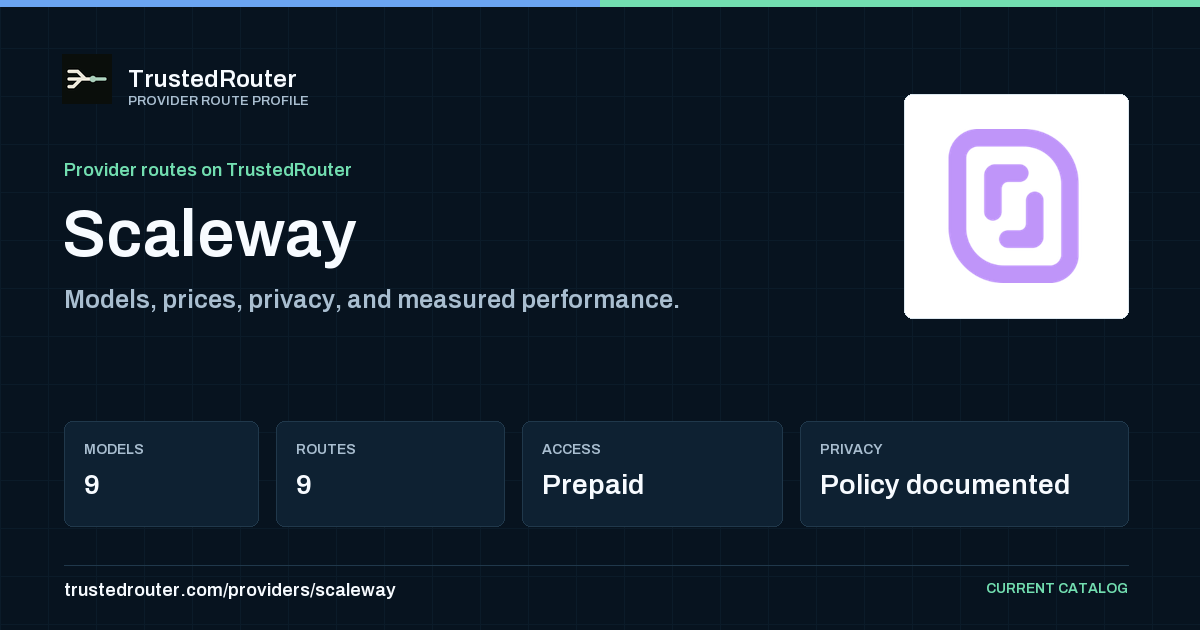 TrustedRouter
PROVIDER ROUTE PROFILE
Provider routes on TrustedRouter
Scaleway
Models, prices, privacy, and measured performance.
MODELS
9
ROUTES
9
ACCESS
Prepaid
PRIVACY
Policy documented
trustedrouter.com/providers/scaleway
CURRENT CATALOG